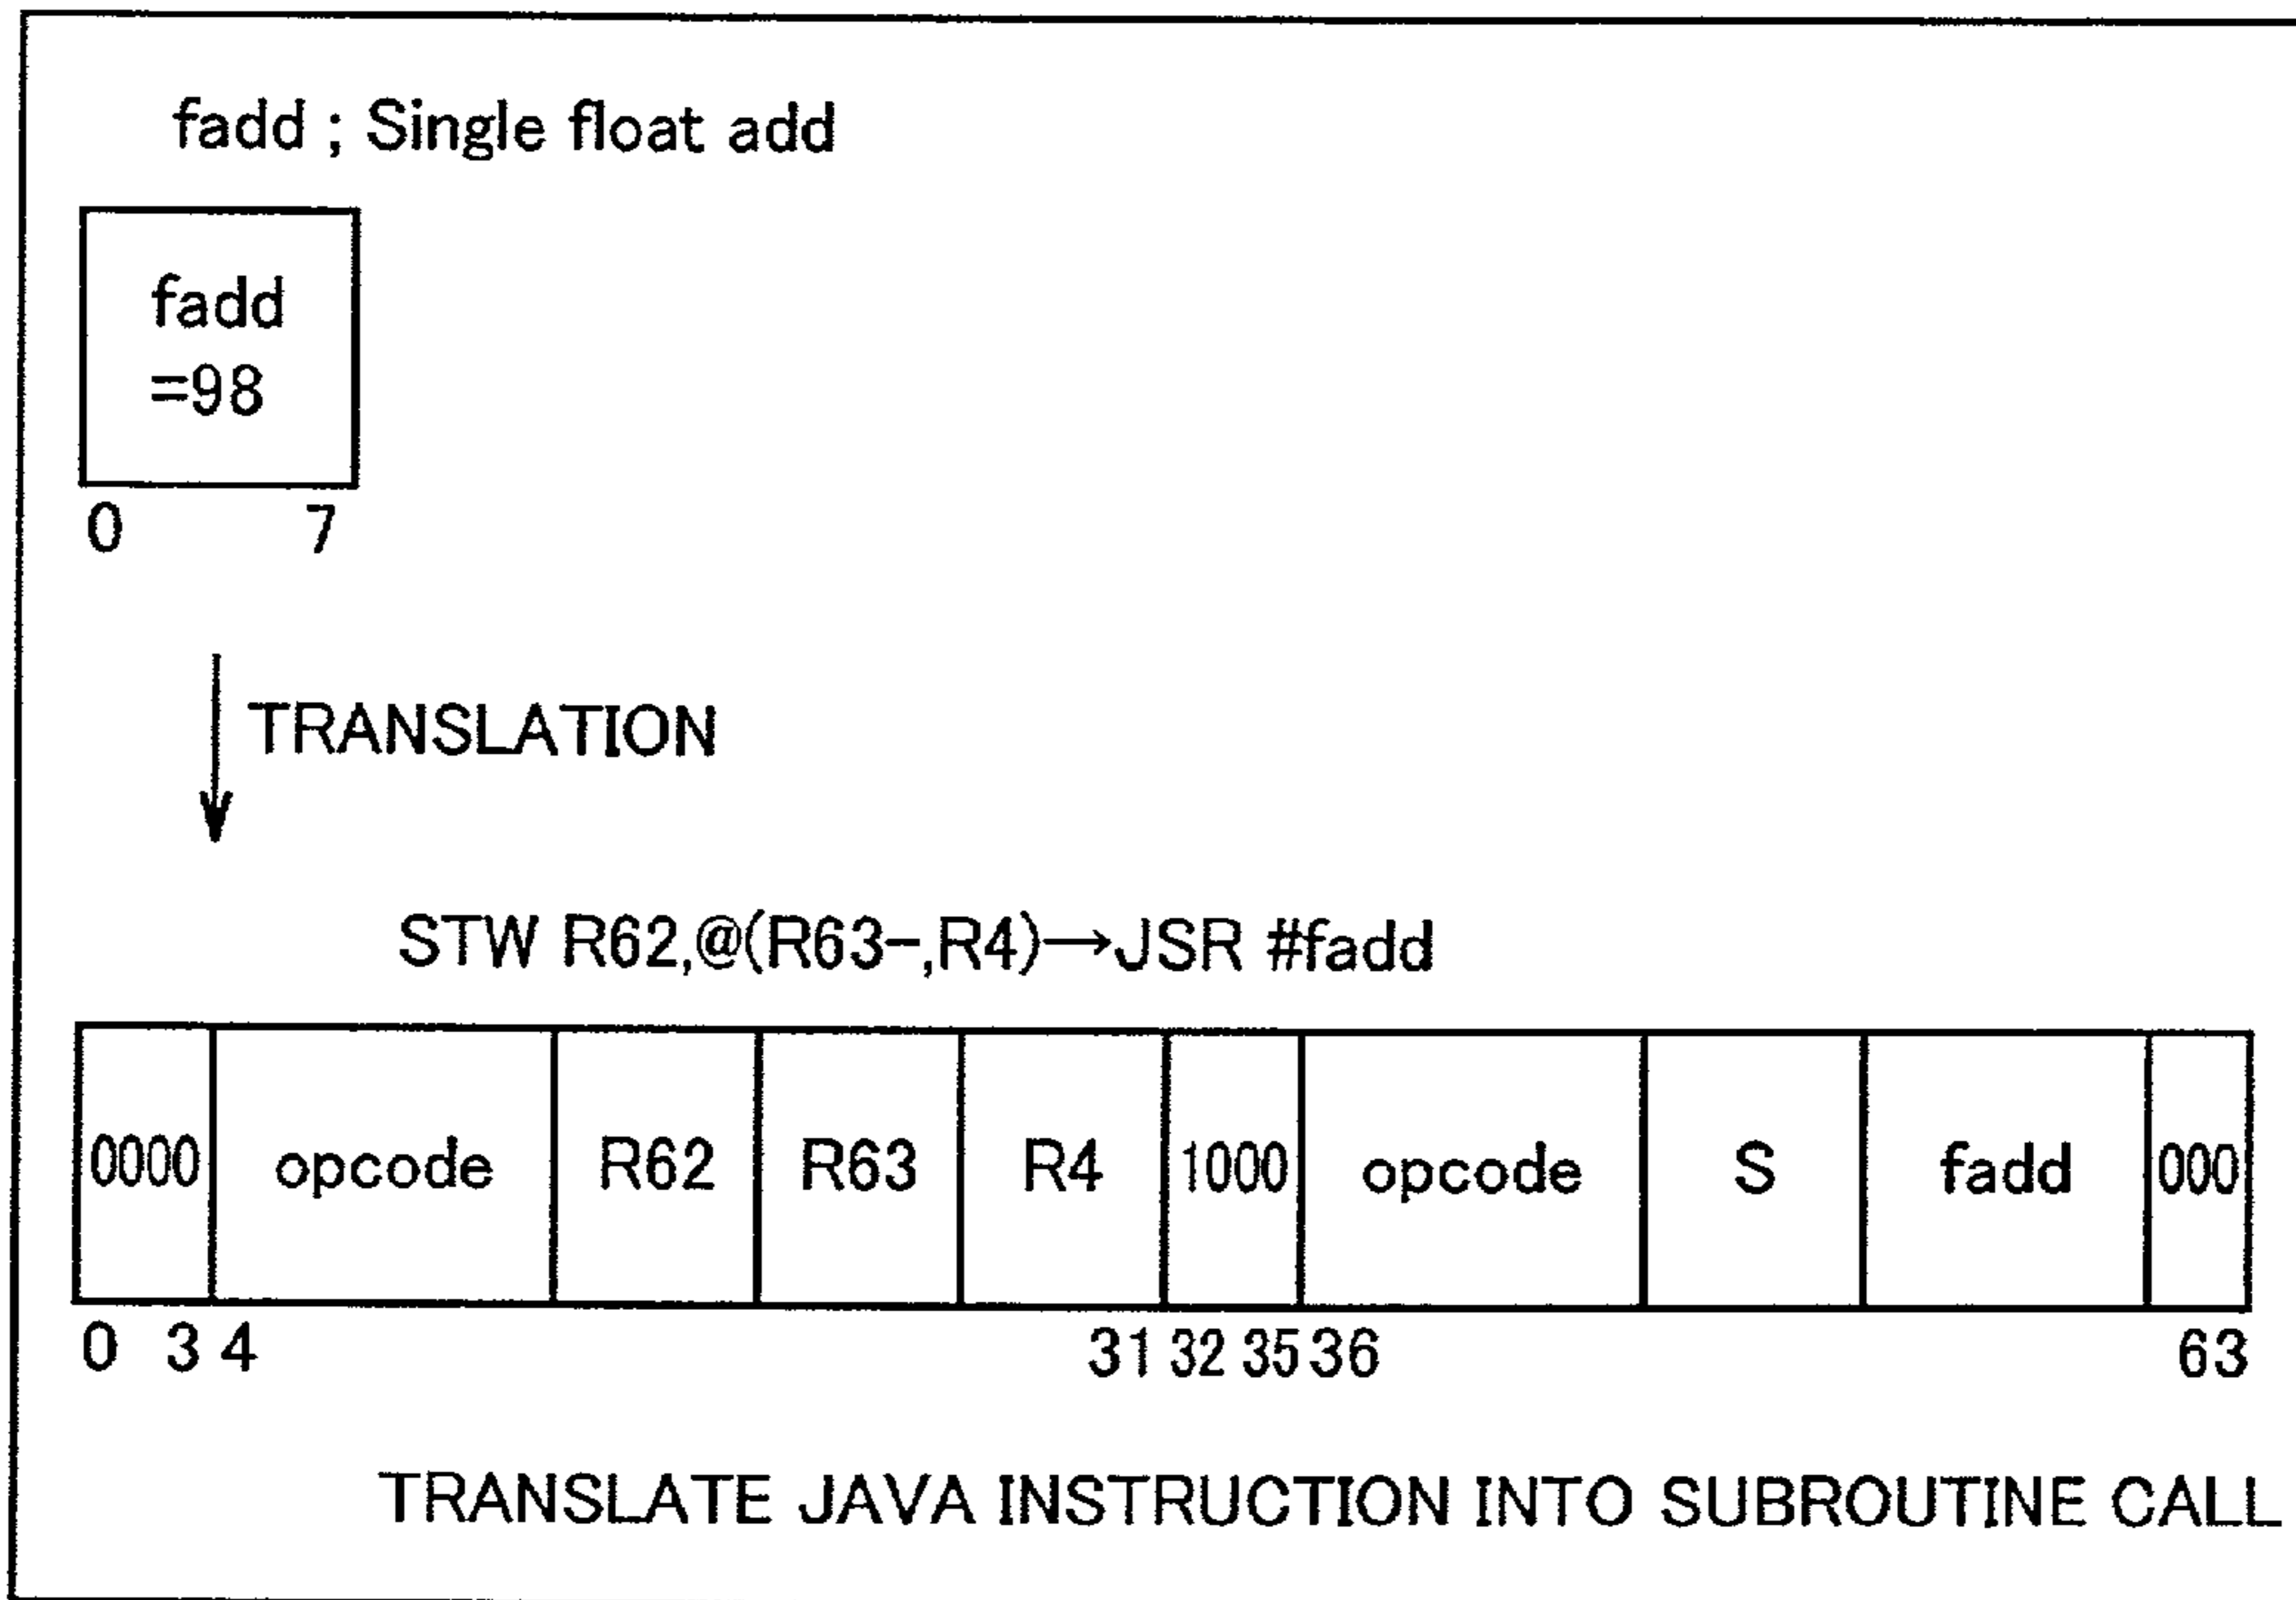 fadd ; Single float add
fadd
=98
0 7
TRANSLATION
STW R62,@(R63−,R4)→JSR #fadd
0000 opcode R62 R63 R4 1000 opcode S fadd 000
0 3 4 31 32 35 36 63
TRANSLATE JAVA INSTRUCTION INTO SUBROUTINE CALL